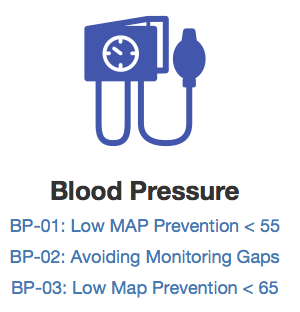 Blood Pressure
BP-01: Low MAP Prevention < 55
BP-02: Avoiding Monitoring Gaps
BP-03: Low Map Prevention < 65